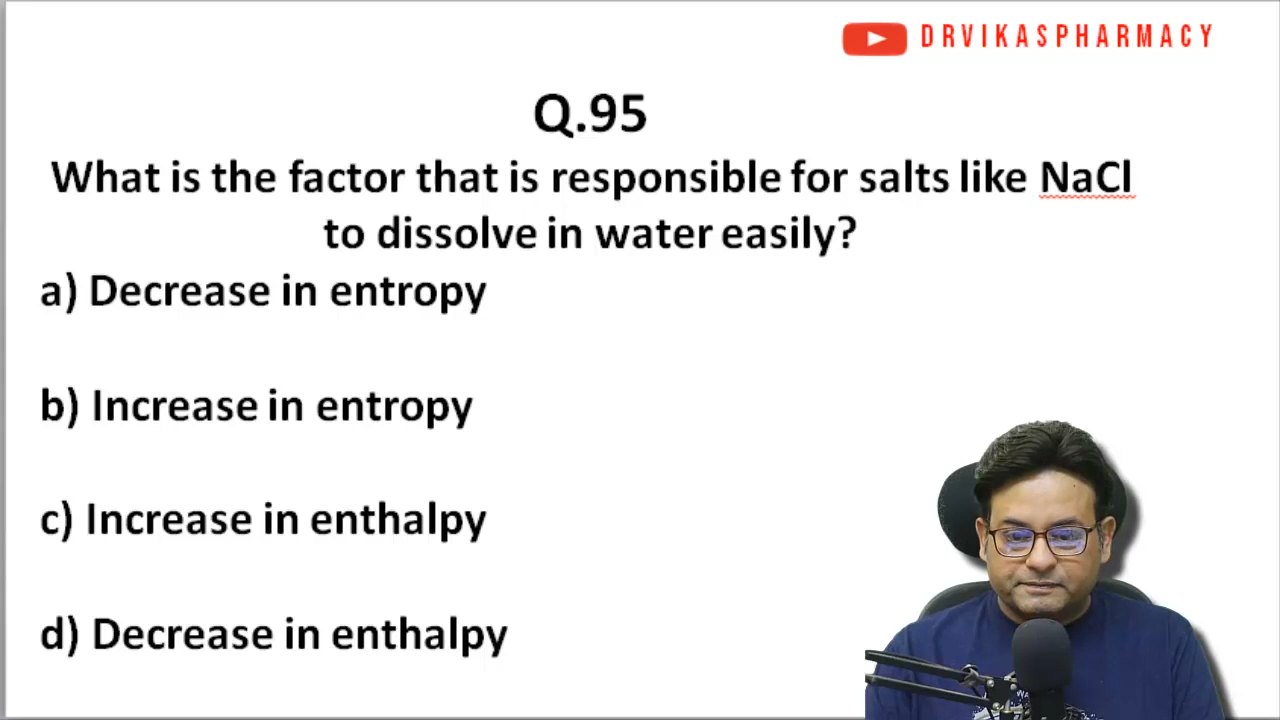 DRVIKASPHARMACY
Q.95
What is the factor that is responsible for salts like NaCl
to dissolve in water easily?
a) Decrease in entropy
b) Increase in entropy
c) Increase in enthalpy
d) Decrease in enthalpy